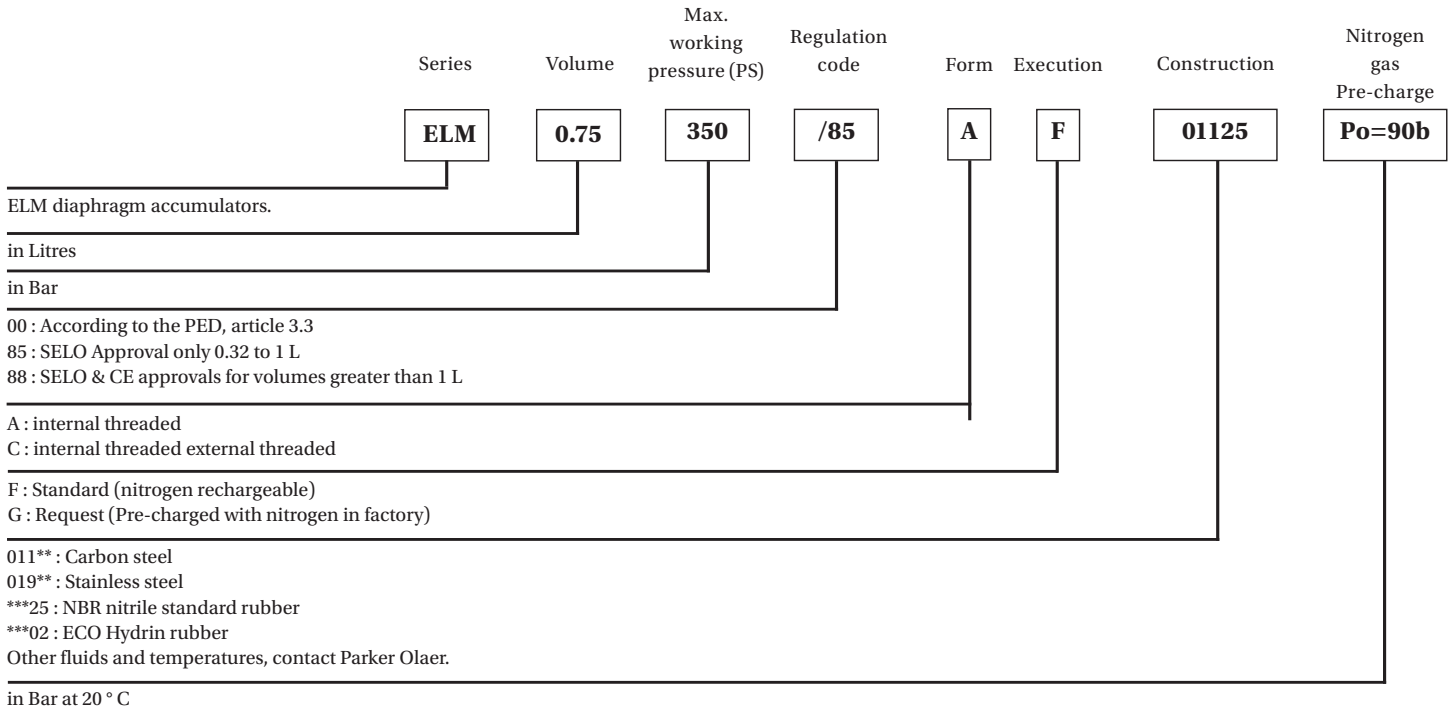 Series
Volume
Max.
working
pressure (PS)
Regulation
code
Form
Execution
Construction
Nitrogen
gas
Pre-charge
ELM
0.75
350
/85
A
F
01125
Po=90b
ELM diaphragm accumulators.
in Litres
in Bar
00 : According to the PED, article 3.3
85 : SELO Approval only 0.32 to 1 L
88 : SELO & CE approvals for volumes greater than 1 L
A : internal threaded
C : internal threaded external threaded
F : Standard (nitrogen rechargeable)
G : Request (Pre-charged with nitrogen in factory)
011** : Carbon steel
019** : Stainless steel
***25 : NBR nitrile standard rubber
***02 : ECO Hydrin rubber
Other fluids and temperatures, contact Parker Olaer.
in Bar at 20 ° C